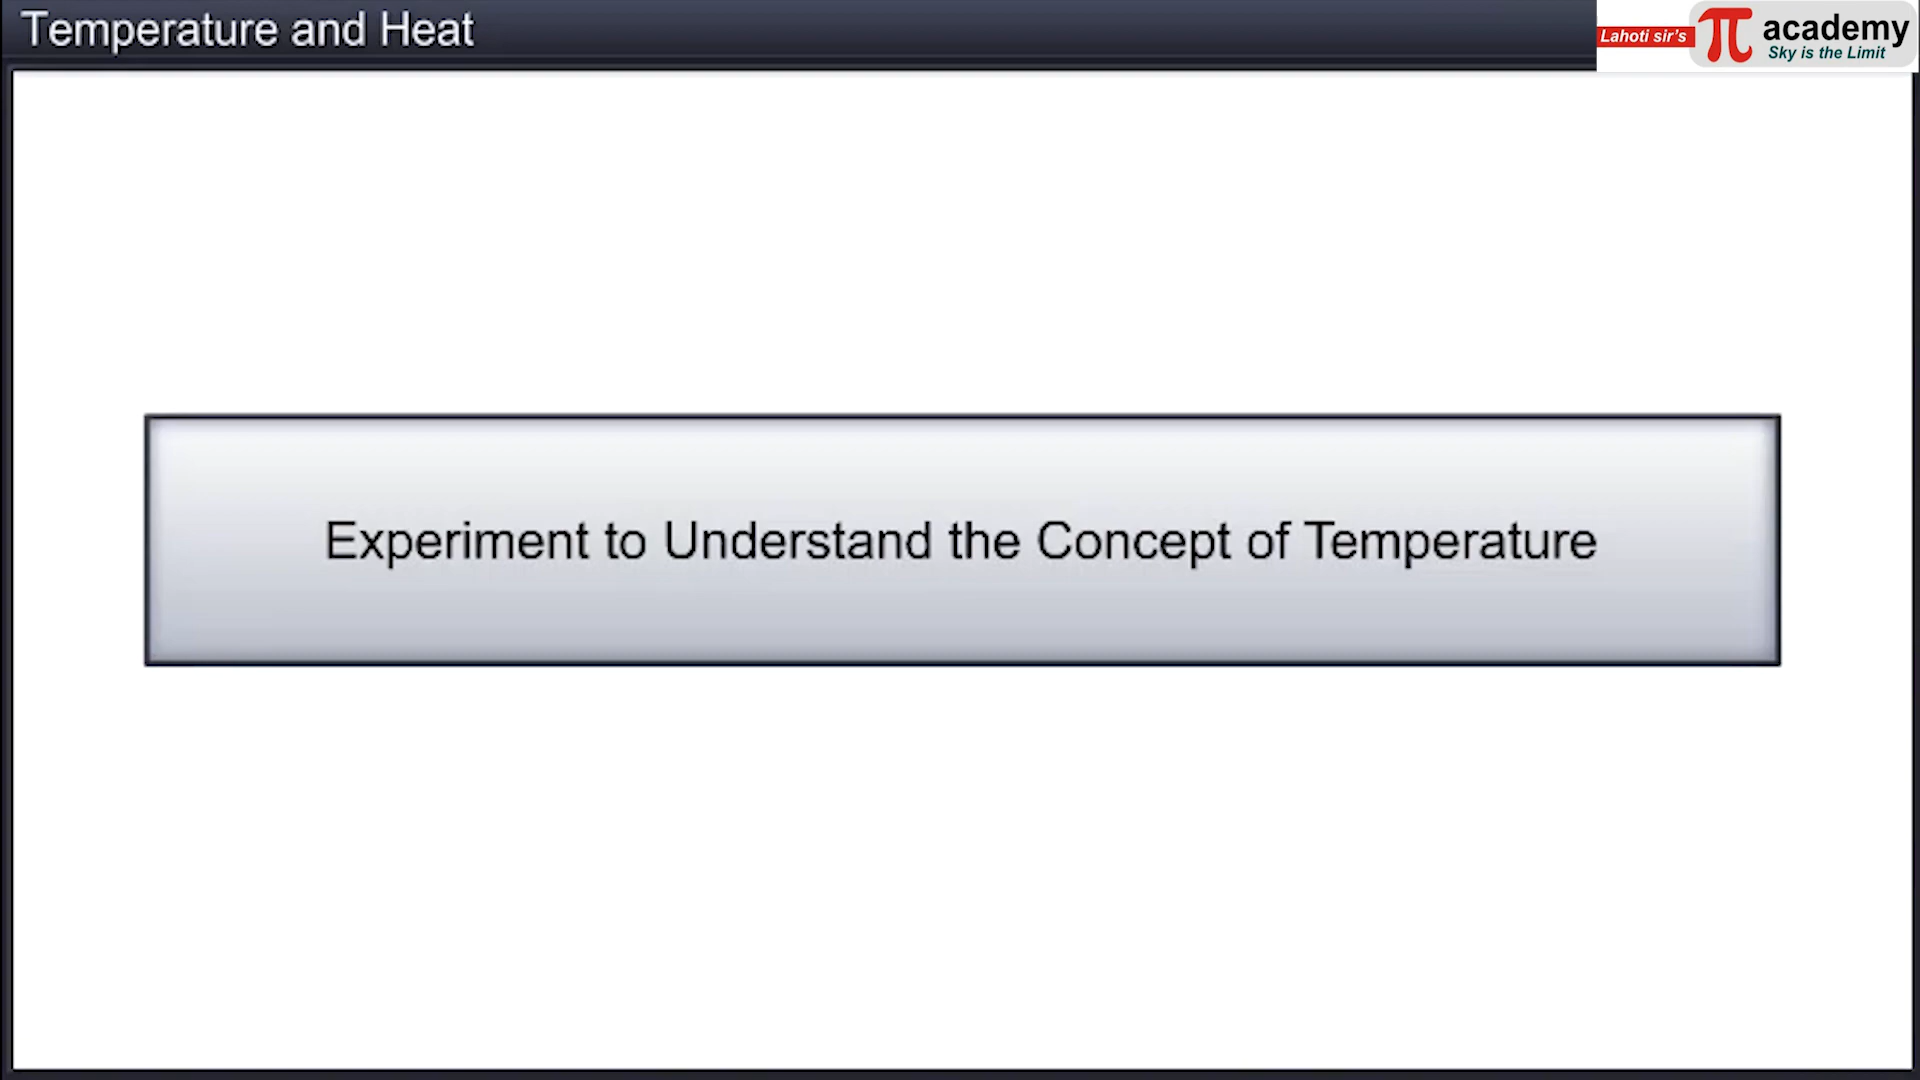 Temperature and Heat
Lahoti sir's π academy
Sky is the Limit
Experiment to Understand the Concept of Temperature